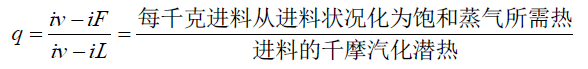 q = (iv − iF)/(iv − iL) = 每千克进料从进料状况化为饱和蒸气所需热/进料的千摩汽化潜热